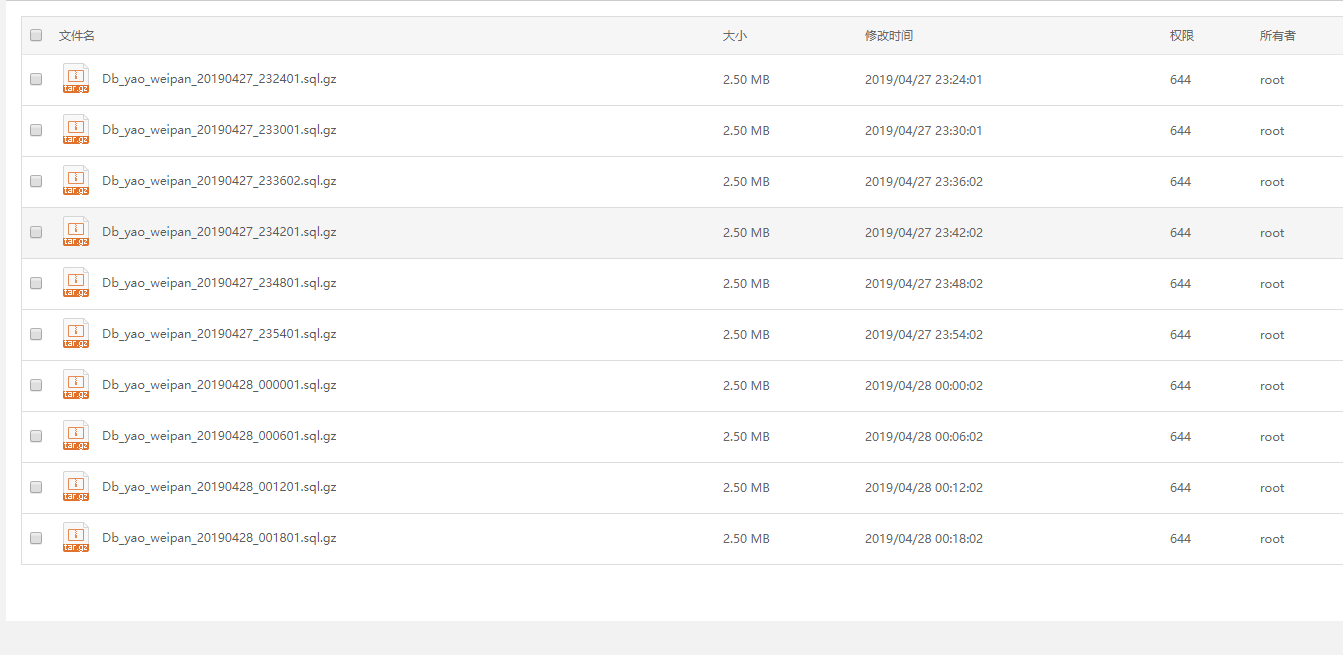 文件名 大小 修改时间 权限 所有者
tar.gz Db_yao_weipan_20190427_232401.sql.gz 2.50 MB 2019/04/27 23:24:01 644 root
tar.gz Db_yao_weipan_20190427_233001.sql.gz 2.50 MB 2019/04/27 23:30:01 644 root
tar.gz Db_yao_weipan_20190427_233602.sql.gz 2.50 MB 2019/04/27 23:36:02 644 root
tar.gz Db_yao_weipan_20190427_234201.sql.gz 2.50 MB 2019/04/27 23:42:02 644 root
tar.gz Db_yao_weipan_20190427_234801.sql.gz 2.50 MB 2019/04/27 23:48:02 644 root
tar.gz Db_yao_weipan_20190427_235401.sql.gz 2.50 MB 2019/04/27 23:54:02 644 root
tar.gz Db_yao_weipan_20190428_000001.sql.gz 2.50 MB 2019/04/28 00:00:02 644 root
tar.gz Db_yao_weipan_20190428_000601.sql.gz 2.50 MB 2019/04/28 00:06:02 644 root
tar.gz Db_yao_weipan_20190428_001201.sql.gz 2.50 MB 2019/04/28 00:12:02 644 root
tar.gz Db_yao_weipan_20190428_001801.sql.gz 2.50 MB 2019/04/28 00:18:02 644 root